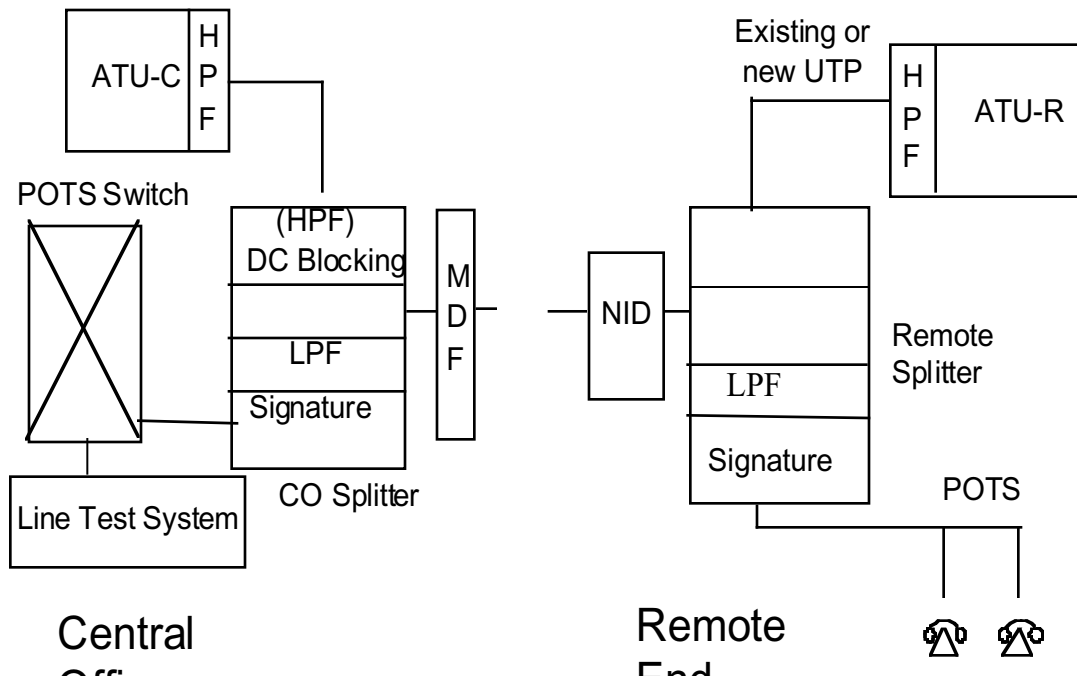 ATU-C
H
P
F
Existing or
new UTP
H
P
F
ATU-R
POTS Switch
(HPF)
DC Blocking
LPF
Signature
M
D
F
CO Splitter
Line Test System
NID
LPF
Signature
Remote
Splitter
POTS
Central
Remote